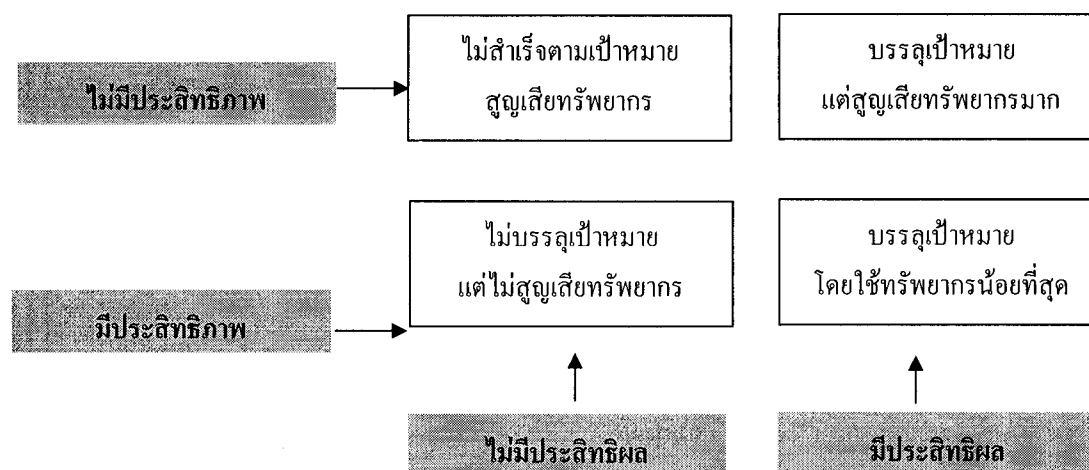 ไม่มีประสิทธิภาพ
ไม่สำเร็จตามเป้าหมาย
สูญเสียทรัพยากร
บรรลุเป้าหมาย
แต่สูญเสียทรัพยากรมาก
มีประสิทธิภาพ
ไม่บรรลุเป้าหมาย
แต่ไม่สูญเสียทรัพยากร
บรรลุเป้าหมาย
โดยใช้ทรัพยากรน้อยที่สุด
ไม่มีประสิทธิผล
มีประสิทธิผล